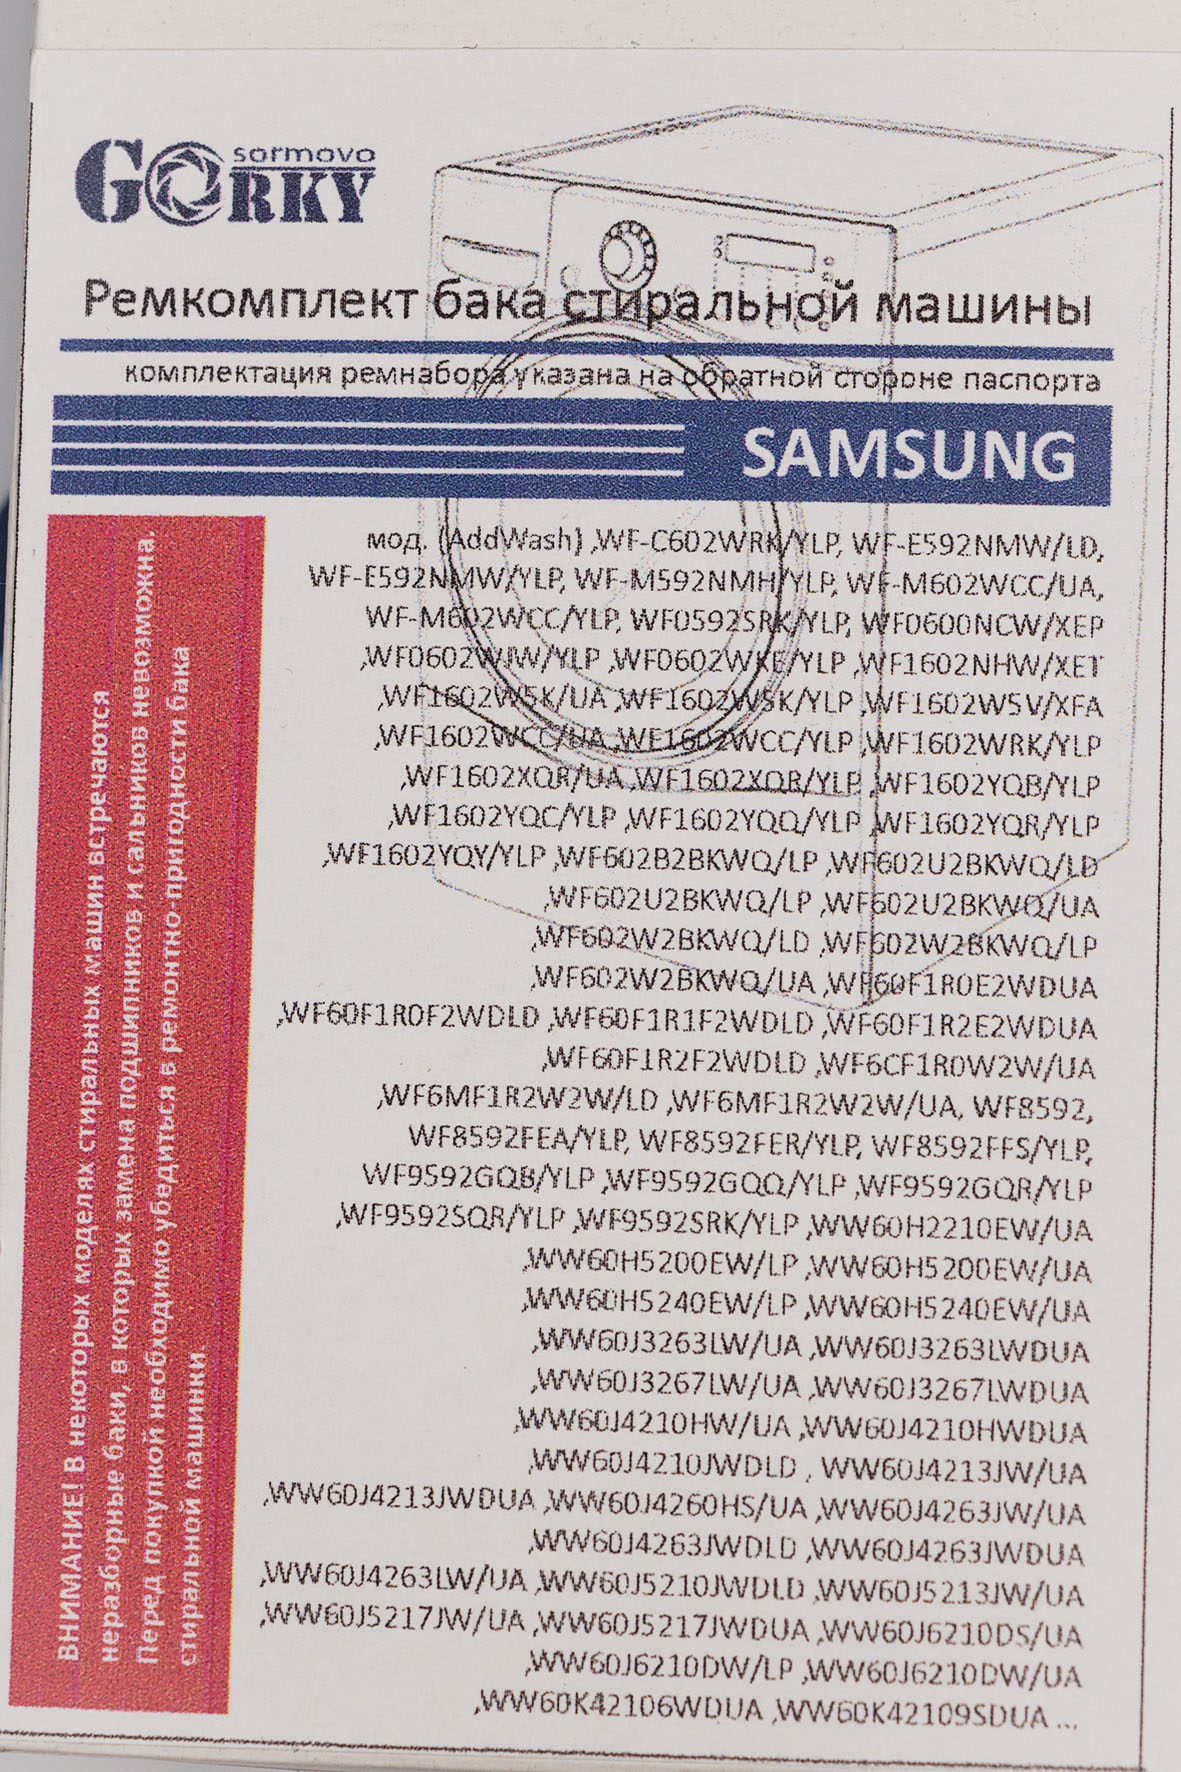 sormovo
GORKY
Ремкомплект бака стиральной машины
комплектация ремнабора указана на обратной стороне паспорта
SAMSUNG
мод. (AddWash) ,WF-C602WRK/YLP, WF-E592NMW/LD,
WF-E592NMW/YLP, WF-M592NMH/YLP, WF-M602WCC/UA,
WF-M602WCC/YLP, WF0592SRK/YLP, WF0600NCW/XEP
,WF0602WJW/YLP ,WF0602WKE/YLP ,WF1602NHW/XET
,WF1602W5K/UA ,WF1602W5K/YLP ,WF1602W5V/XFA
,WF1602WCC/UA ,WF1602WCC/YLP ,WF1602WRK/YLP
,WF1602XQR/UA ,WF1602XQR/YLP ,WF1602YQB/YLP
,WF1602YQC/YLP ,WF1602YQQ/YLP ,WF1602YQR/YLP
,WF1602YQY/YLP ,WF602B2BKWQ/LP ,WF602U2BKWQ/LD
,WF602U2BKWQ/LP ,WF602U2BKWQ/UA
,WF602W2BKWQ/LD ,WF602W2BKWQ/LP
,WF602W2BKWQ/UA ,WF60F1R0E2WDUA
,WF60F1R0F2WDLD ,WF60F1R1F2WDLD ,WF60F1R2E2WDUA
,WF60F1R2F2WDLD ,WF6CF1R0W2W/UA
,WF6MF1R2W2W/LD ,WF6MF1R2W2W/UA, WF8592,
WF8592FEA/YLP, WF8592FER/YLP, WF8592FFS/YLP,
WF9592GQB/YLP ,WF9592GQQ/YLP ,WF9592GQR/YLP
,WF9592SQR/YLP ,WF9592SRK/YLP ,WW60H2210EW/UA
,WW60H5200EW/LP ,WW60H5200EW/UA
,WW60H5240EW/LP ,WW60H5240EW/UA
,WW60J3263LW/UA ,WW60J3263LWDUA
,WW60J3267LW/UA ,WW60J3267LWDUA
,WW60J4210HW/UA ,WW60J4210HWDUA
,WW60J4210JWDLD , WW60J4213JW/UA
,WW60J4213JWDUA ,WW60J4260HS/UA ,WW60J4263JW/UA
,WW60J4263JWDLD ,WW60J4263JWDUA
,WW60J4263LW/UA ,WW60J5210JWDLD ,WW60J5213JW/UA
,WW60J5217JW/UA ,WW60J5217JWDUA ,WW60J6210DS/UA
,WW60J6210DW/LP ,WW60J6210DW/UA
,WW60K42106WDUA ,WW60K42109SDUA ...
ВНИМАНИЕ! В некоторых моделях стиральных машин встречаются
неразборные баки, в которых замена подшипников и сальников невозможна.
Перед покупкой необходимо убедиться в ремонтно-пригодности бака
стиральной машинки